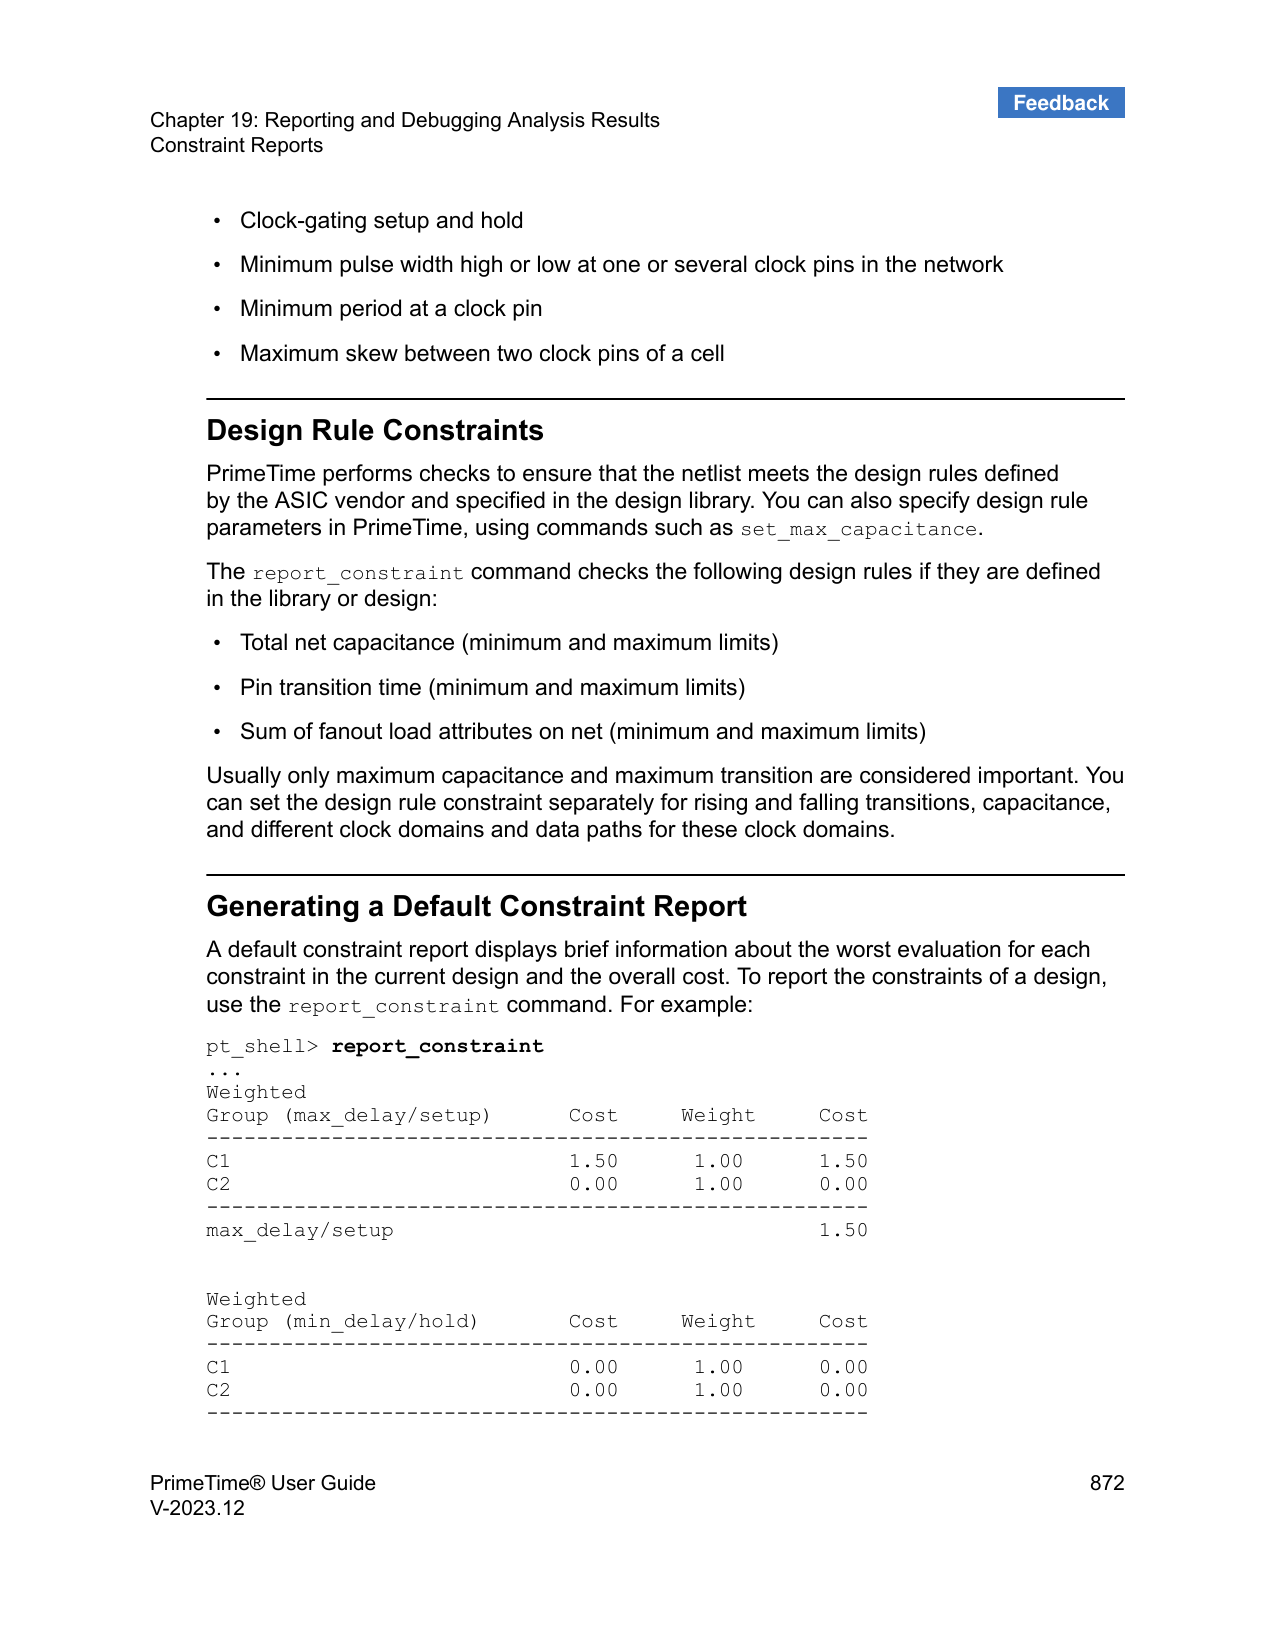 Feedback
Chapter 19: Reporting and Debugging Analysis Results
Constraint Reports
• Clock-gating setup and hold
• Minimum pulse width high or low at one or several clock pins in the network
• Minimum period at a clock pin
• Maximum skew between two clock pins of a cell
Design Rule Constraints
PrimeTime performs checks to ensure that the netlist meets the design rules defined
by the ASIC vendor and specified in the design library. You can also specify design rule
parameters in PrimeTime, using commands such as set_max_capacitance.
The report_constraint command checks the following design rules if they are defined
in the library or design:
• Total net capacitance (minimum and maximum limits)
• Pin transition time (minimum and maximum limits)
• Sum of fanout load attributes on net (minimum and maximum limits)
Usually only maximum capacitance and maximum transition are considered important. You
can set the design rule constraint separately for rising and falling transitions, capacitance,
and different clock domains and data paths for these clock domains.
Generating a Default Constraint Report
A default constraint report displays brief information about the worst evaluation for each
constraint in the current design and the overall cost. To report the constraints of a design,
use the report_constraint command. For example:
pt_shell> report_constraint
...
Weighted
Group (max_delay/setup)      Cost     Weight     Cost
-----------------------------------------------------
C1                           1.50      1.00      1.50
C2                           0.00      1.00      0.00
-----------------------------------------------------
max_delay/setup                                  1.50
Weighted
Group (min_delay/hold)       Cost     Weight     Cost
-----------------------------------------------------
C1                           0.00      1.00      0.00
C2                           0.00      1.00      0.00
-----------------------------------------------------
PrimeTime® User Guide 872
V-2023.12